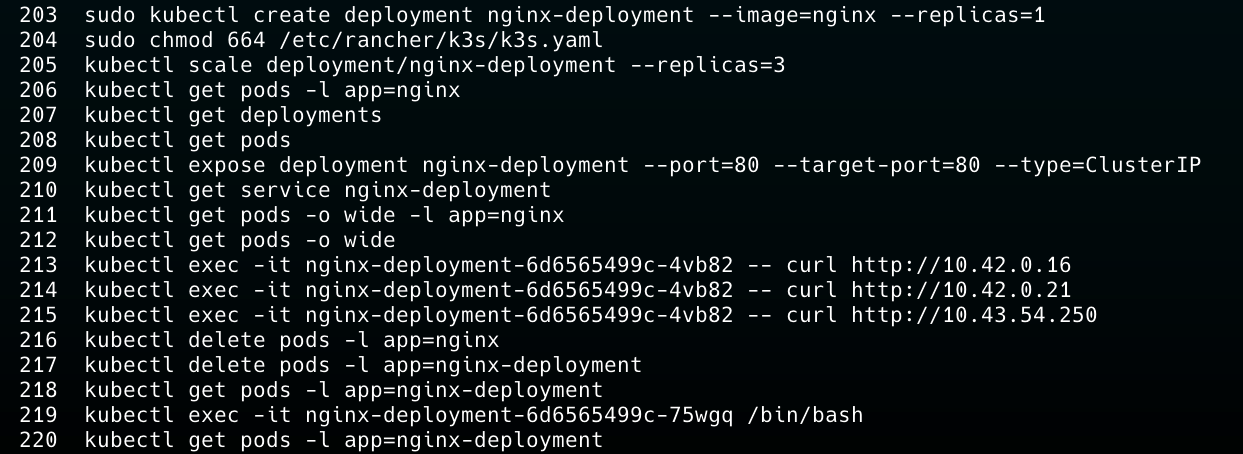 203 sudo kubectl create deployment nginx-deployment --image=nginx --replicas=1
204 sudo chmod 664 /etc/rancher/k3s/k3s.yaml
205 kubectl scale deployment/nginx-deployment --replicas=3
206 kubectl get pods -l app=nginx
207 kubectl get deployments
208 kubectl get pods
209 kubectl expose deployment nginx-deployment --port=80 --target-port=80 --type=ClusterIP
210 kubectl get service nginx-deployment
211 kubectl get pods -o wide -l app=nginx
212 kubectl get pods -o wide
213 kubectl exec -it nginx-deployment-6d6565499c-4vb82 -- curl http://10.42.0.16
214 kubectl exec -it nginx-deployment-6d6565499c-4vb82 -- curl http://10.42.0.21
215 kubectl exec -it nginx-deployment-6d6565499c-4vb82 -- curl http://10.43.54.250
216 kubectl delete pods -l app=nginx
217 kubectl delete pods -l app=nginx-deployment
218 kubectl get pods -l app=nginx-deployment
219 kubectl exec -it nginx-deployment-6d6565499c-75wgq /bin/bash
220 kubectl get pods -l app=nginx-deployment